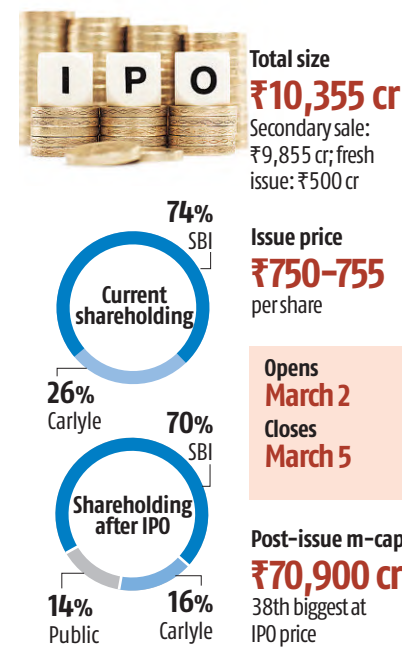 IPO
Total size
₹10,355 cr
Secondary sale:
₹9,855 cr; fresh
issue: ₹500 cr
74%
SBI
Current
shareholding
26%
Carlyle
Issue price
₹750-755
per share
Opens
March 2
Closes
March 5
70%
SBI
Shareholding
after IPO
14%
Public
16%
Carlyle
Post-issue m-cap
₹70,900 cr
38th biggest at
IPO price